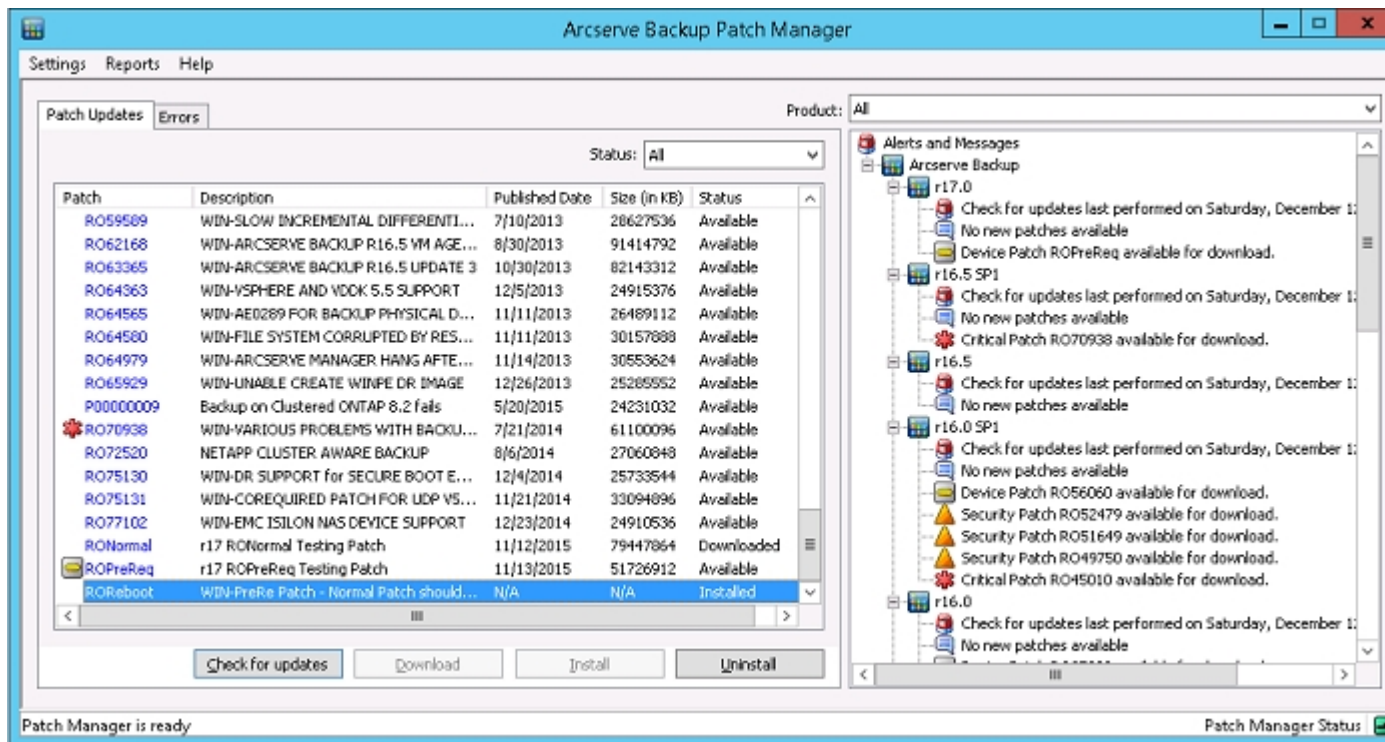 Arcserve Backup Patch Manager
Settings Reports Help
Patch Updates Errors
Product: All
Status: All
Patch Description Published Date Size (in KB) Status
RO59589 WIN-SLOW INCREMENTAL DIFFERENTI... 7/10/2013 28627536 Available
RO62168 WIN-ARCSERVE BACKUP R16.5 VM AGE... 8/30/2013 91414792 Available
RO63365 WIN-ARCSERVE BACKUP R16.5 UPDATE 3 10/30/2013 82143312 Available
RO64363 WIN-VSPHERE AND VDDK 5.5 SUPPORT 12/5/2013 24915376 Available
RO64565 WIN-AE0289 FOR BACKUP PHYSICAL D... 11/11/2013 26489112 Available
RO64580 WIN-FILE SYSTEM CORRUPTED BY RES... 11/11/2013 30157888 Available
RO64979 WIN-ARCSERVE MANAGER HANG AFTE... 11/14/2013 30553624 Available
RO65929 WIN-UNABLE CREATE WINPE DR IMAGE 12/26/2013 25285552 Available
P00000009 Backup on Clustered ONTAP 8.2 fails 5/20/2015 24231032 Available
RO70938 WIN-VARIOUS PROBLEMS WITH BACKU... 7/21/2014 61100096 Available
RO72520 NETAPP CLUSTER AWARE BACKUP 8/6/2014 27060848 Available
RO75130 WIN-DR SUPPORT for SECURE BOOT E... 12/4/2014 25733544 Available
RO75131 WIN-COREQUIRED PATCH FOR UDP V5... 11/21/2014 33094896 Available
RO77102 WIN-EMC ISILON NAS DEVICE SUPPORT 12/23/2014 24910536 Available
RONormal r17 RONormal Testing Patch 11/12/2015 79447864 Downloaded
ROPreReq r17 ROPreReq Testing Patch 11/13/2015 51726912 Available
ROReboot WIN-PreRe Patch - Normal Patch should... N/A N/A Installed
Check for updates Download Install Uninstall
Alerts and Messages
Arcserve Backup
r17.0
Check for updates last performed on Saturday, December 1
No new patches available
Device Patch ROPreReq available for download.
r16.5 SP1
Check for updates last performed on Saturday, December 1
No new patches available
Critical Patch RO70938 available for download.
r16.5
Check for updates last performed on Saturday, December 1
No new patches available
r16.0 SP1
Check for updates last performed on Saturday, December 1
No new patches available
Device Patch RO56060 available for download.
Security Patch RO52479 available for download.
Security Patch RO51649 available for download.
Security Patch RO49750 available for download.
Critical Patch RO45010 available for download.
r16.0
Check for updates last performed on Saturday, December 1
No new patches available
Patch Manager is ready
Patch Manager Status